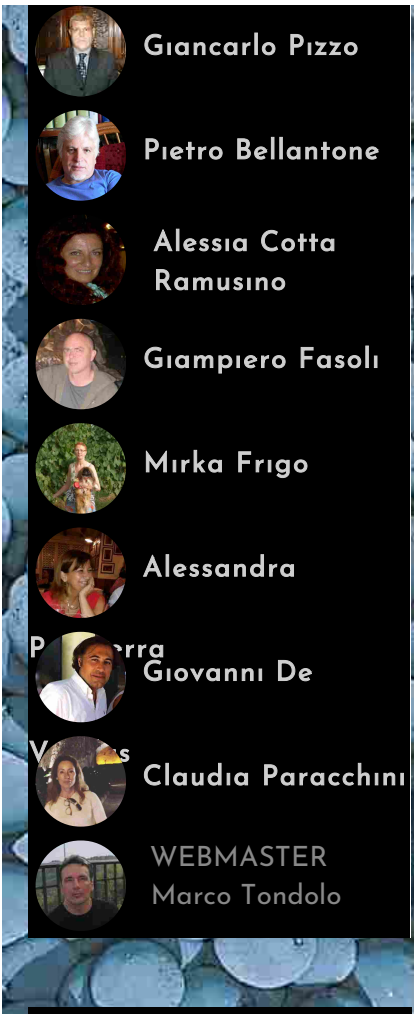 Giancarlo Pizzo
Pietro Bellantone
Alessia Cotta
Ramusino
Giampiero Fasoli
Mirka Frigo
Alessandra
Giovanni De
Claudia Paracchini
WEBMASTER
Marco Tondolo